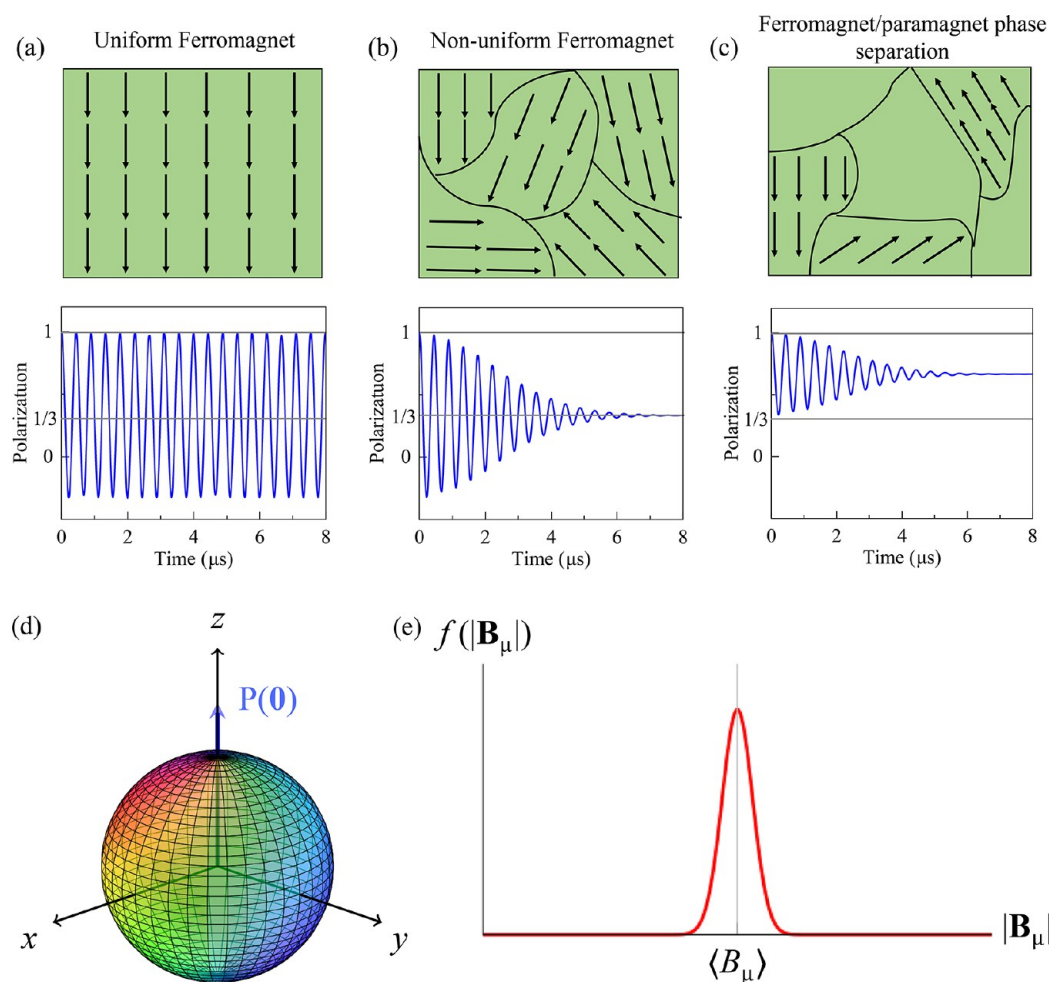 (a)
Uniform Ferromagnet
(b)
Non-uniform Ferromagnet
(c)
Ferromagnet/paramagnet phase
separation
Polarization
1
1/3
0
0 2 4 6 8
Time (μs)
Polarization
1
1/3
0
0 2 4 6 8
Time (μs)
Polarization
1
1/3
0
0 2 4 6 8
Time (μs)
(d)
z
P(0)
x
y
(e)
f(|Bμ|)
|Bμ|
⟨Bμ⟩